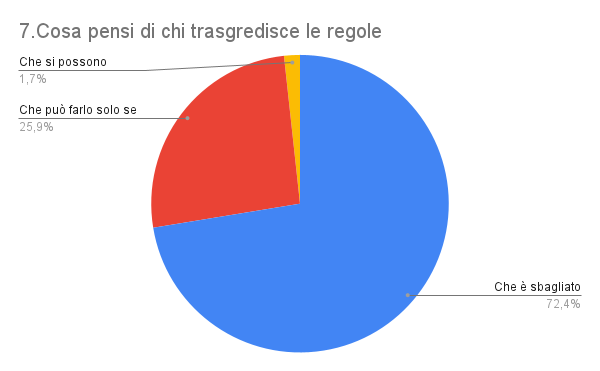 7.Cosa pensi di chi trasgredisce le regole
Che si possono
1,7%
Che può farlo solo se
25,9%
Che è sbagliato
72,4%